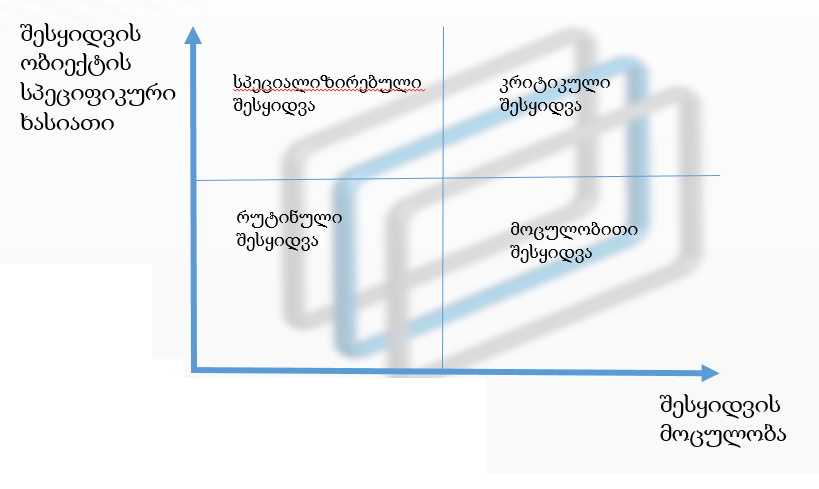 შესყიდვის
ობიექტის
სპეციფიკური
ხასიათი
სპეციალიზირებული
შესყიდვა
კრიტიკული
შესყიდვა
რუტინული
შესყიდვა
მოცულობითი
შესყიდვა
შესყიდვის
მოცულობა